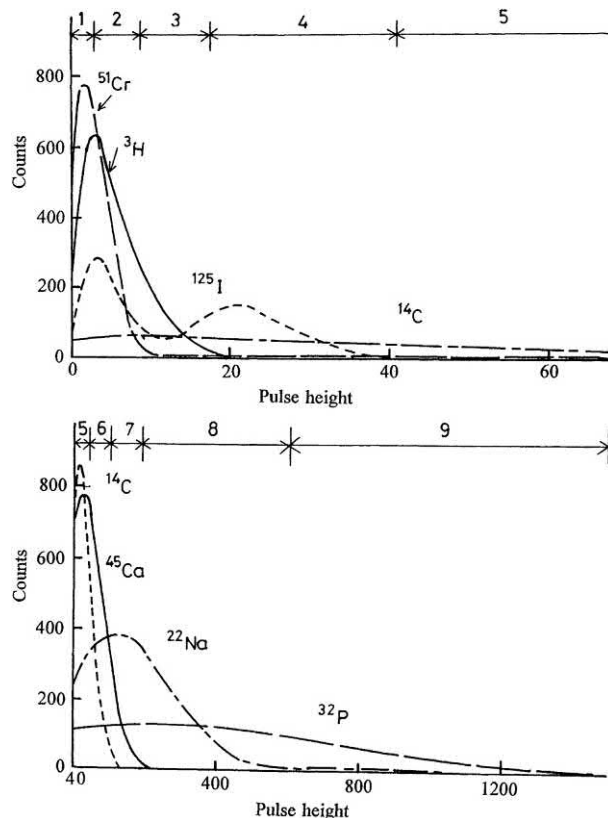 1 2 3 4 5
800
600
400
200
0
Counts
⁵¹Cr
³H
¹²⁵I
¹⁴C
0 20 40 60
Pulse height
5 6 7 8 9
800
600
400
200
0
Counts
¹⁴C
⁴⁵Ca
²²Na
³²P
40 400 800 1200
Pulse height